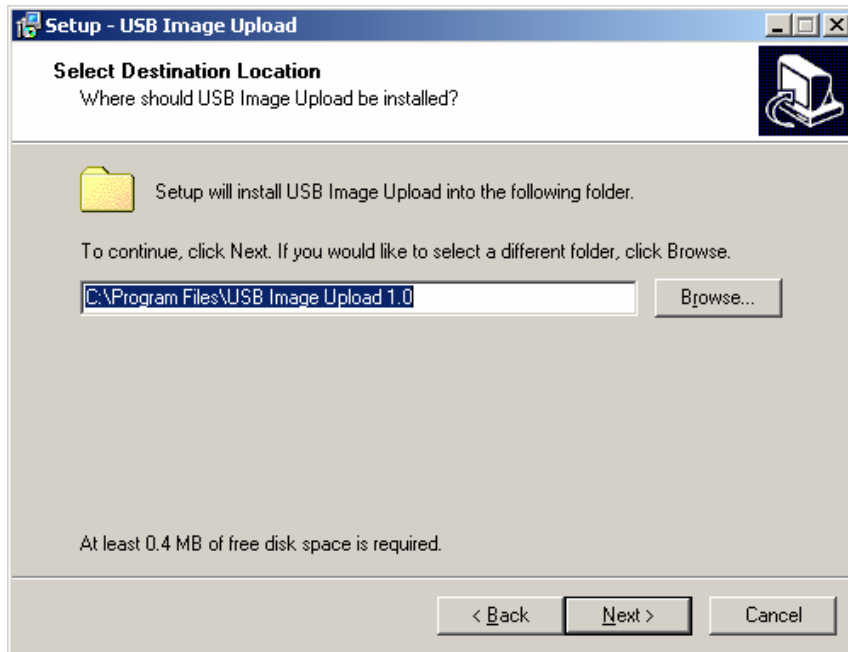 Setup - USB Image Upload
Select Destination Location
Where should USB Image Upload be installed?
Setup will install USB Image Upload into the following folder.
To continue, click Next. If you would like to select a different folder, click Browse.
C:\Program Files\USB Image Upload 1.0
Browse...
At least 0.4 MB of free disk space is required.
< Back
Next >
Cancel